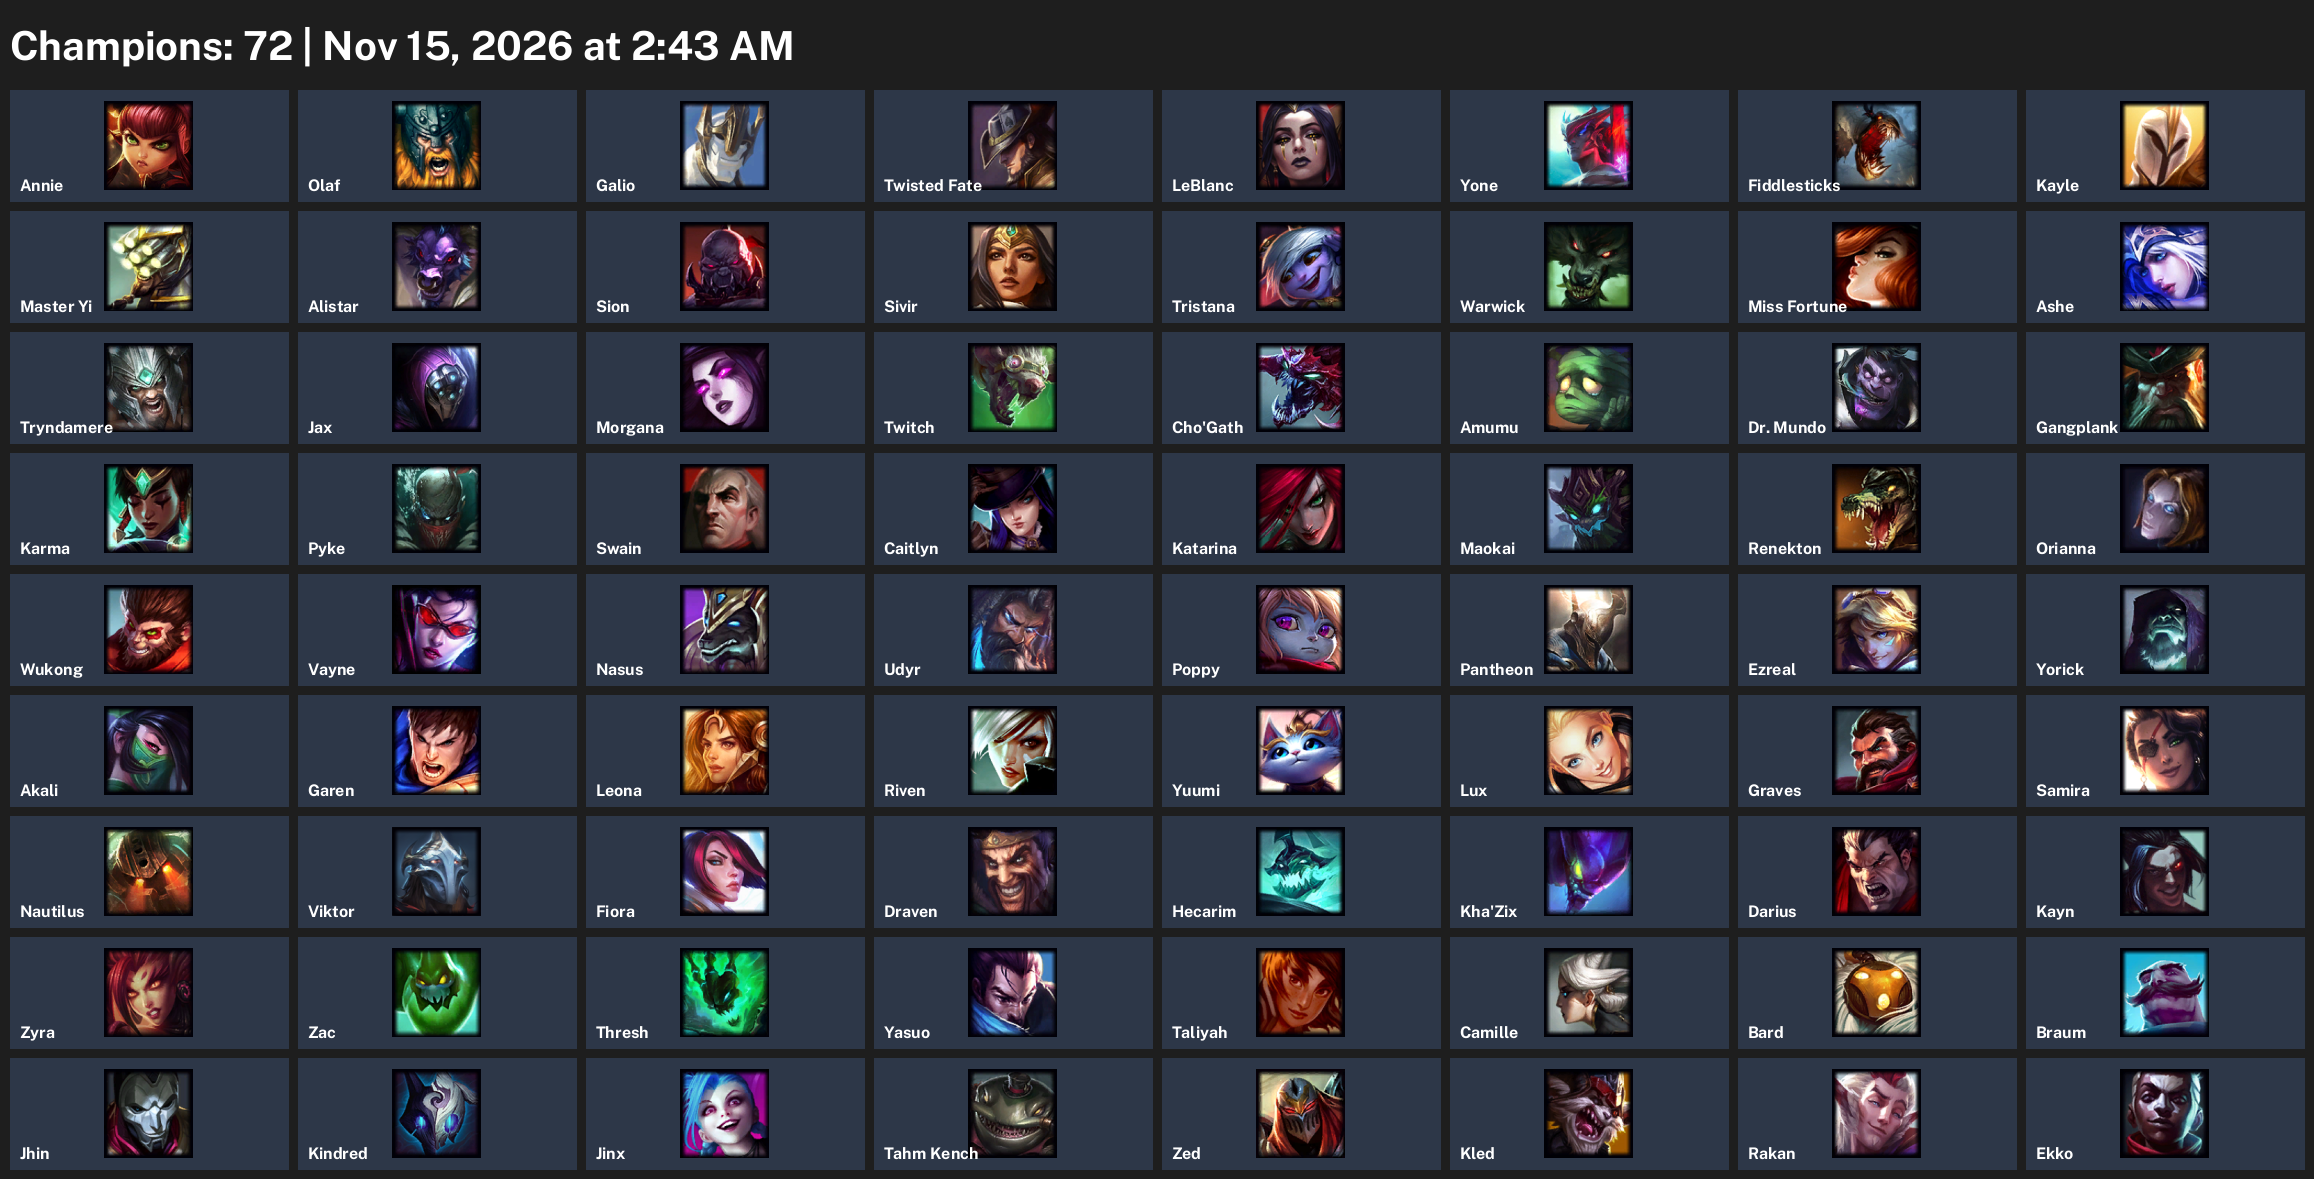 Champions: 72 | Nov 15, 2026 at 2:43 AM
Annie
Olaf
Galio
Twisted Fate
LeBlanc
Yone
Fiddlesticks
Kayle
Master Yi
Alistar
Sion
Sivir
Tristana
Warwick
Miss Fortune
Ashe
Tryndamere
Jax
Morgana
Twitch
Cho'Gath
Amumu
Dr. Mundo
Gangplank
Karma
Pyke
Swain
Caitlyn
Katarina
Maokai
Renekton
Orianna
Wukong
Vayne
Nasus
Udyr
Poppy
Pantheon
Ezreal
Yorick
Akali
Garen
Leona
Riven
Yuumi
Lux
Graves
Samira
Nautilus
Viktor
Fiora
Draven
Hecarim
Kha'Zix
Darius
Kayn
Zyra
Zac
Thresh
Yasuo
Taliyah
Camille
Bard
Braum
Jhin
Kindred
Jinx
Tahm Kench
Zed
Kled
Rakan
Ekko